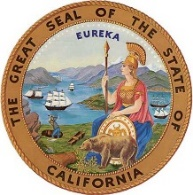 THE GREAT SEAL OF THE STATE OF
CALIFORNIA
EUREKA